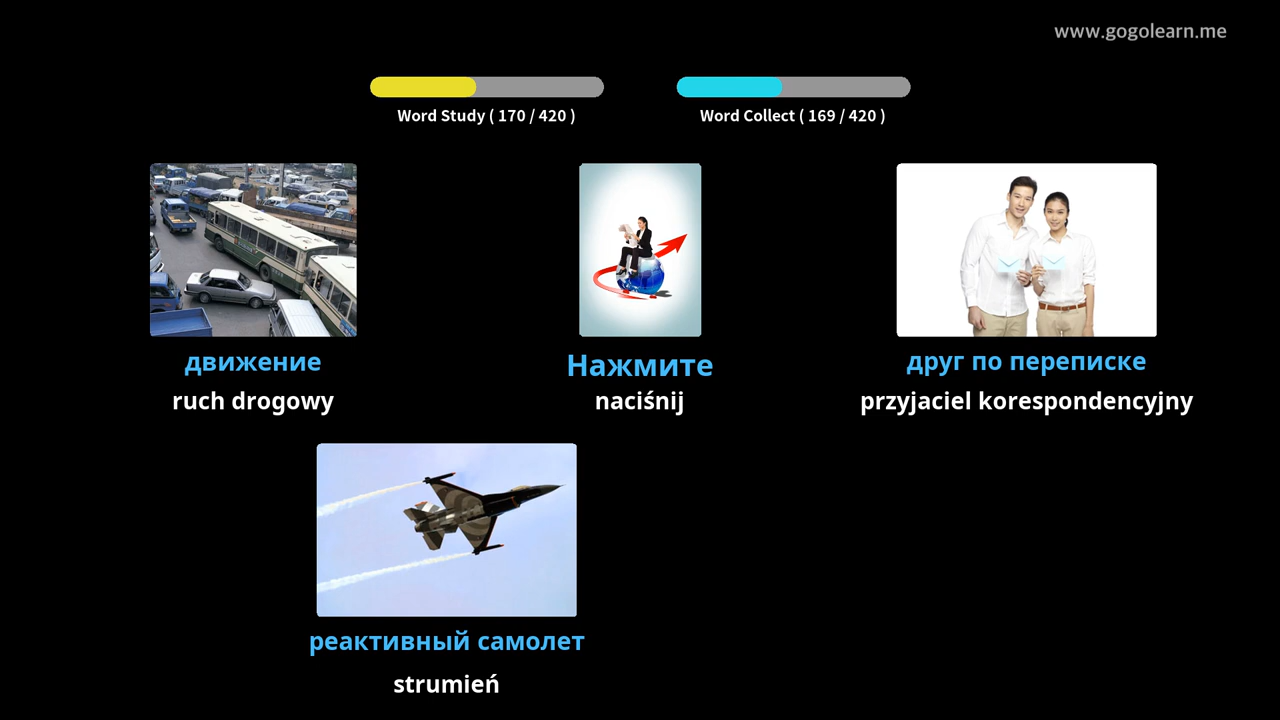 www.gogolearn.me
Word Study ( 170 / 420 )
Word Collect ( 169 / 420 )
движение
Нажмите
друг по переписке
ruch drogowy
naciśnij
przyjaciel korespondencyjny
реактивный самолет
strumień